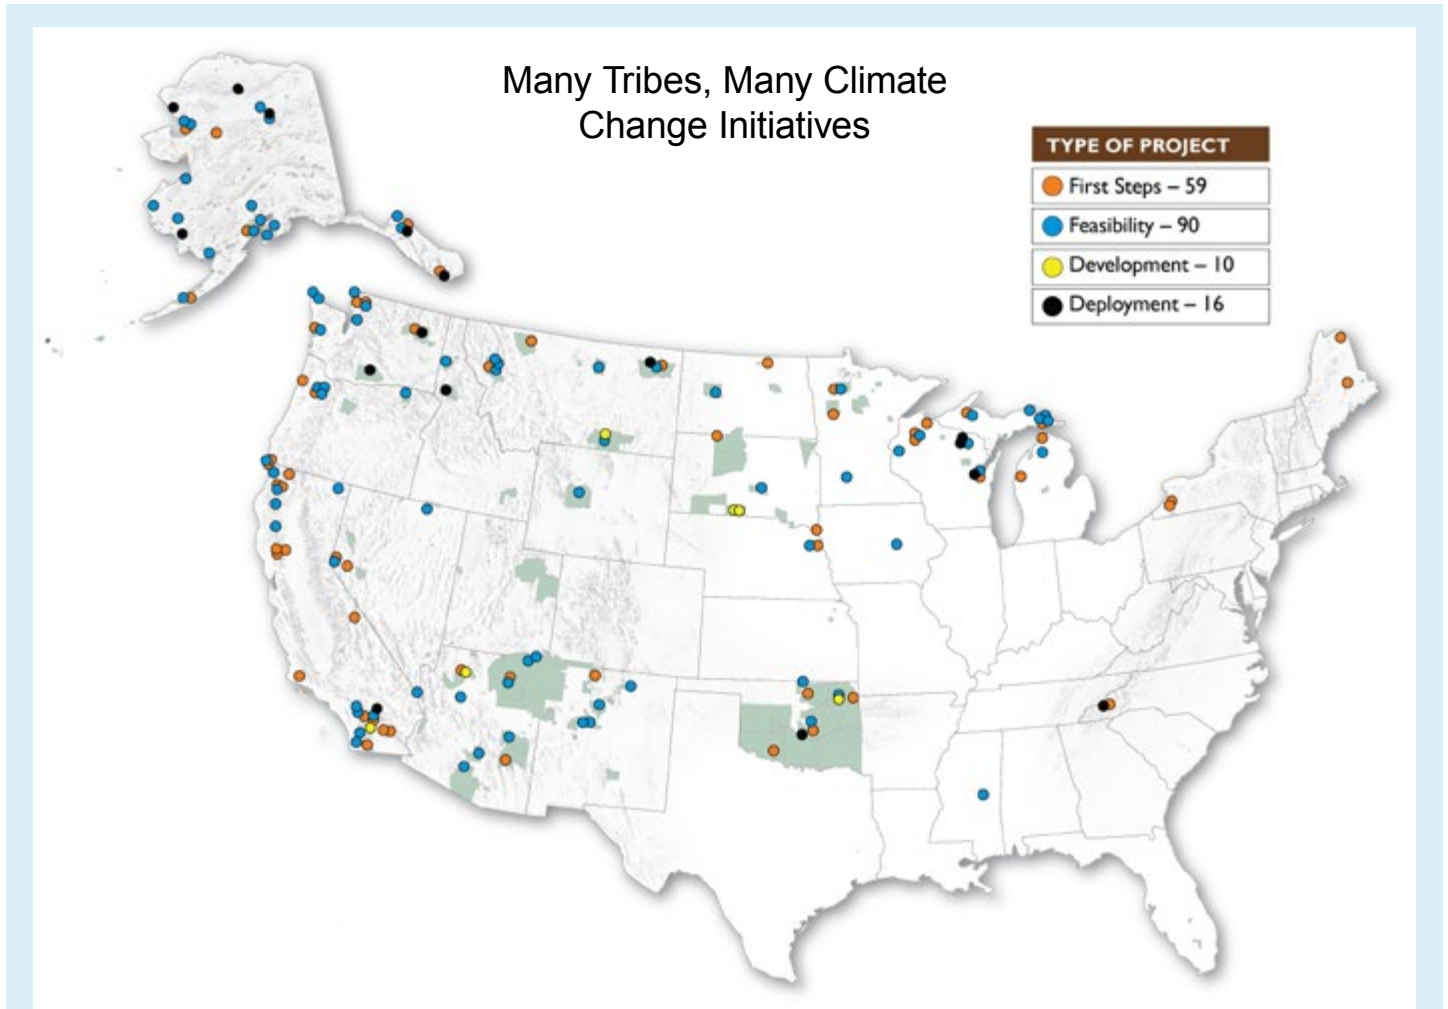 Many Tribes, Many Climate
Change Initiatives
TYPE OF PROJECT
First Steps – 59
Feasibility – 90
Development – 10
Deployment – 16